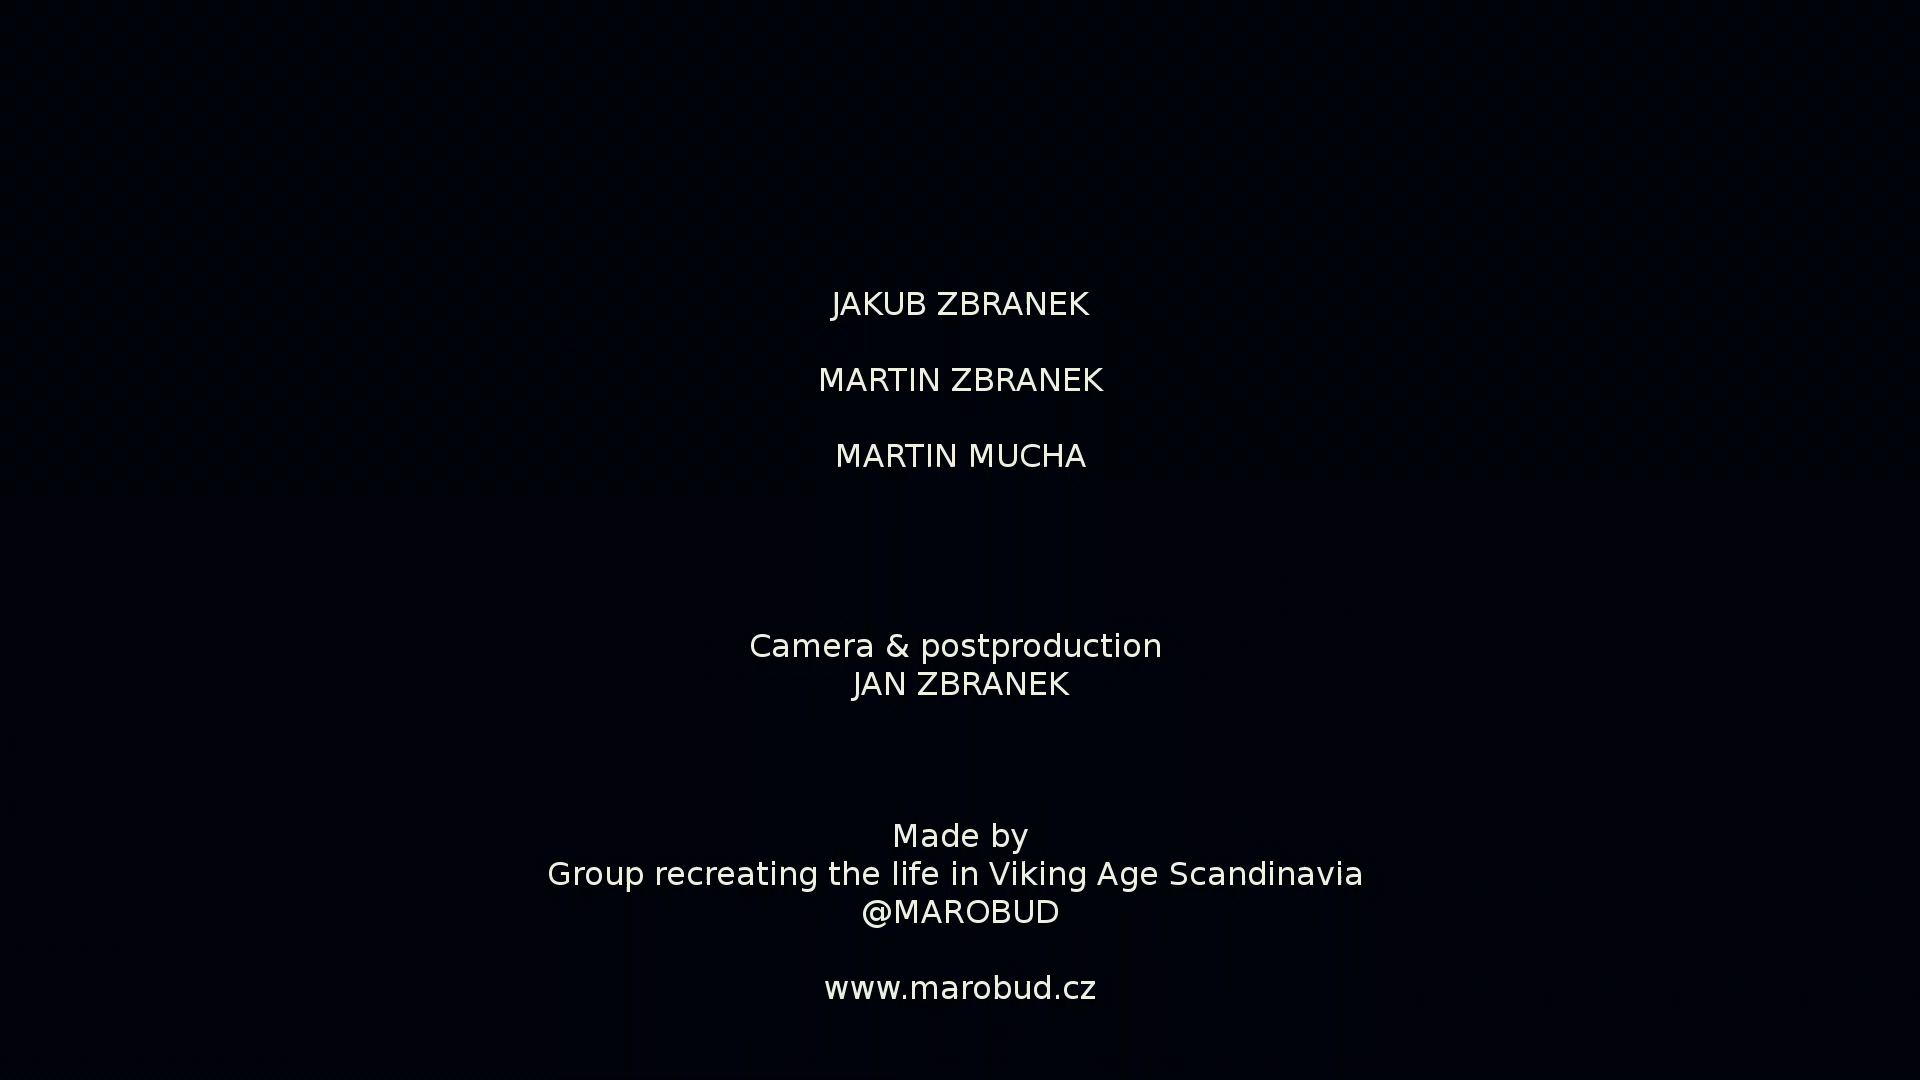 JAKUB ZBRANEK
MARTIN ZBRANEK
MARTIN MUCHA
Camera & postproduction
JAN ZBRANEK
Made by
Group recreating the life in Viking Age Scandinavia
@MAROBUD
www.marobud.cz